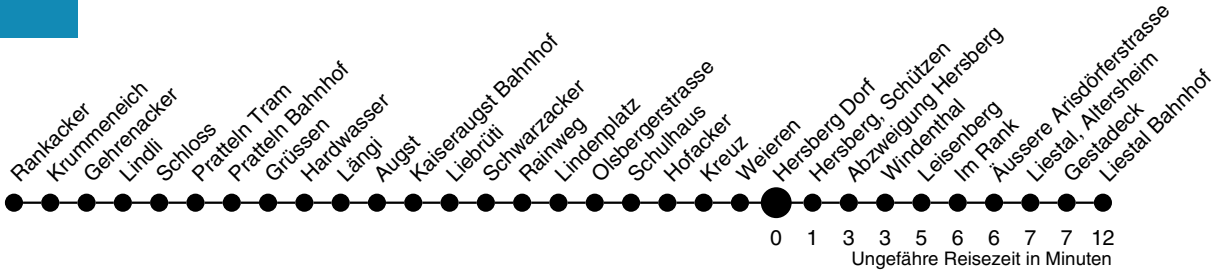 Rankacker
Krummeneich
Gehrenacker
Lindli
Schloss
Pratteln Tram
Pratteln Bahnhof
Grüssen
Hardwasser
Längi
Augst
Kaiseraugst Bahnhof
Liebrüti
Schwarzacker
Rainweg
Lindenplatz
Olsbergerstrasse
Schulhaus
Hofacker
Kreuz
Weieren
Hersberg Dorf
Hersberg, Schützen
Abzweigung Hersberg
Windenthal
Leisenberg
Im Rank
Äussere Arisdörferstrasse
Liestal, Altersheim
Gestadeck
Liestal Bahnhof
0 1 3 3 5 6 6 7 7 12
Ungefähre Reisezeit in Minuten